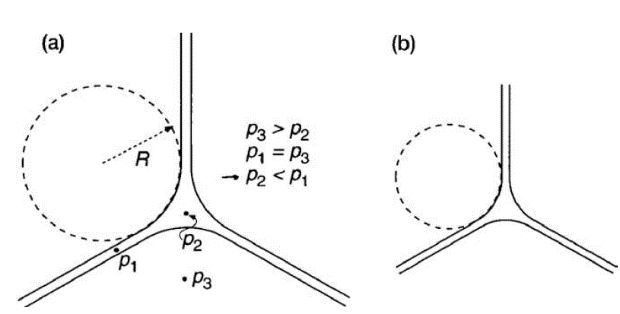 (a)
(b)
R
p₃ > p₂
p₁ = p₃
→ p₂ < p₁
p₂
p₁
p₃